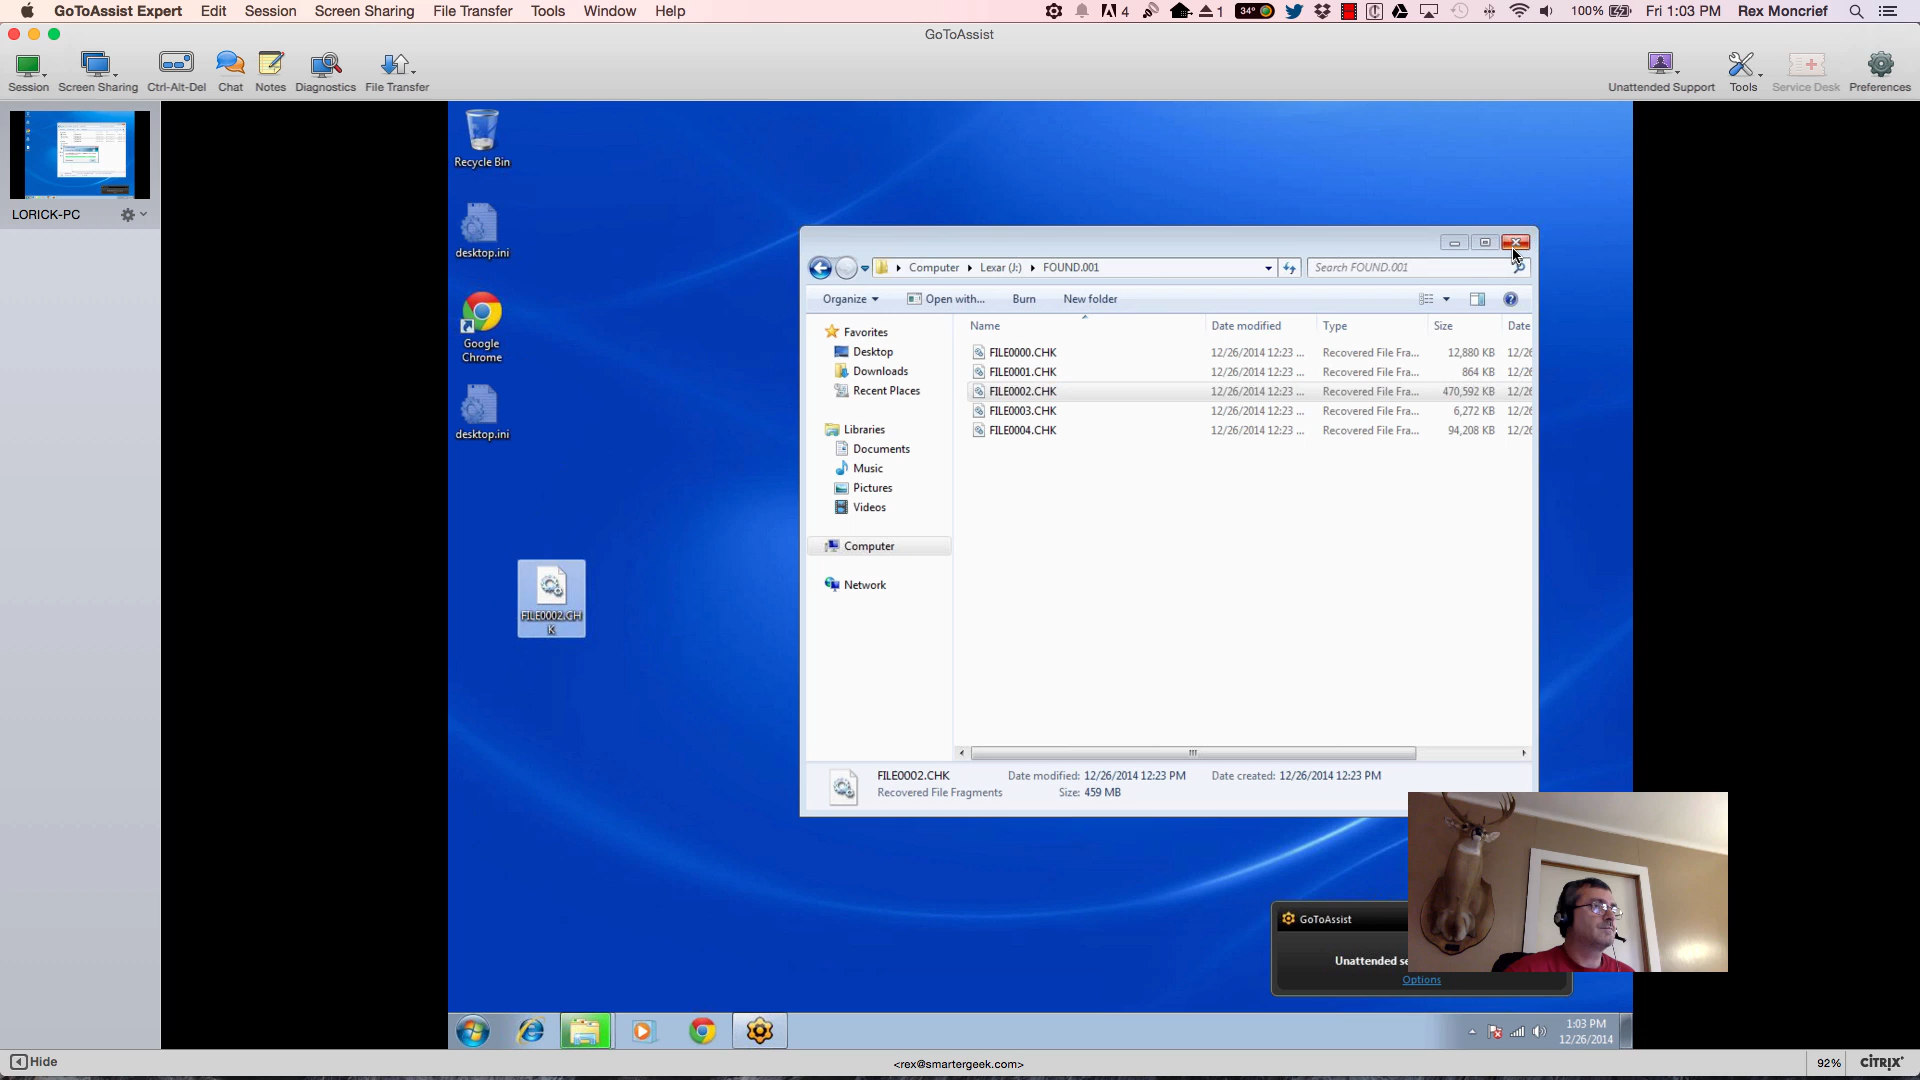 GoToAssist Expert Edit Session Screen Sharing File Transfer Tools Window Help 4 1 34° 100% Fri 1:03 PM Rex Moncrief
GoToAssist
Session Screen Sharing Ctrl-Alt-Del Chat Notes Diagnostics File Transfer Unattended Support Tools Service Desk Preferences
LORICK-PC
Recycle Bin
desktop.ini
Google
Chrome
desktop.ini
FILE0002.CH
K
Computer Lexar (J:) FOUND.001 Search FOUND.001
Organize Open with... Burn New folder
Favorites
Desktop
Downloads
Recent Places
Libraries
Documents
Music
Pictures
Videos
Computer
Network
Name Date modified Type Size Date
FILE0000.CHK 12/26/2014 12:23 ... Recovered File Fra... 12,880 KB 12/26
FILE0001.CHK 12/26/2014 12:23 ... Recovered File Fra... 864 KB 12/26
FILE0002.CHK 12/26/2014 12:23 ... Recovered File Fra... 470,592 KB 12/26
FILE0003.CHK 12/26/2014 12:23 ... Recovered File Fra... 6,272 KB 12/26
FILE0004.CHK 12/26/2014 12:23 ... Recovered File Fra... 94,208 KB 12/26
FILE0002.CHK Date modified: 12/26/2014 12:23 PM Date created: 12/26/2014 12:23 PM
Recovered File Fragments Size: 459 MB
GoToAssist
Unattended se
Options
1:03 PM
12/26/2014
Hide <rex@smartergeek.com> 92% CITRIX